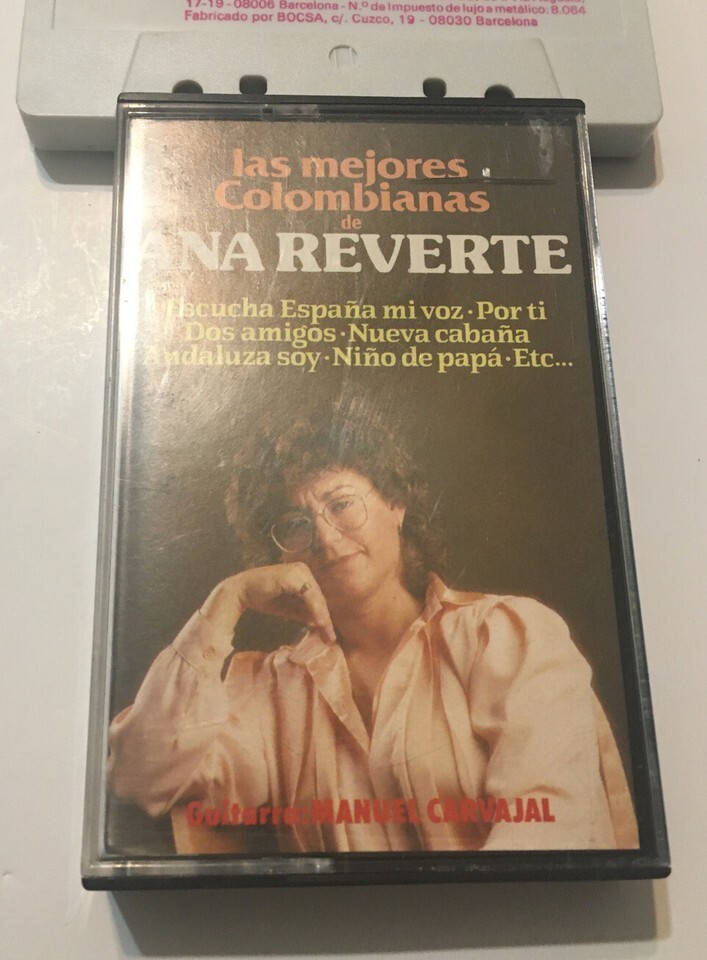 17-19 - 08006 Barcelona - N.º de Impuesto de lujo a metálico: 8.064
Fabricado por BOCSA, c/. Cuzco, 19 - 08030 Barcelona
las mejores
Colombianas
de
ANA REVERTE
Escucha España mi voz · Por ti
Dos amigos · Nueva cabaña
Andaluza soy · Niño de papá · Etc...
Guitarra: MANUEL CARVAJAL